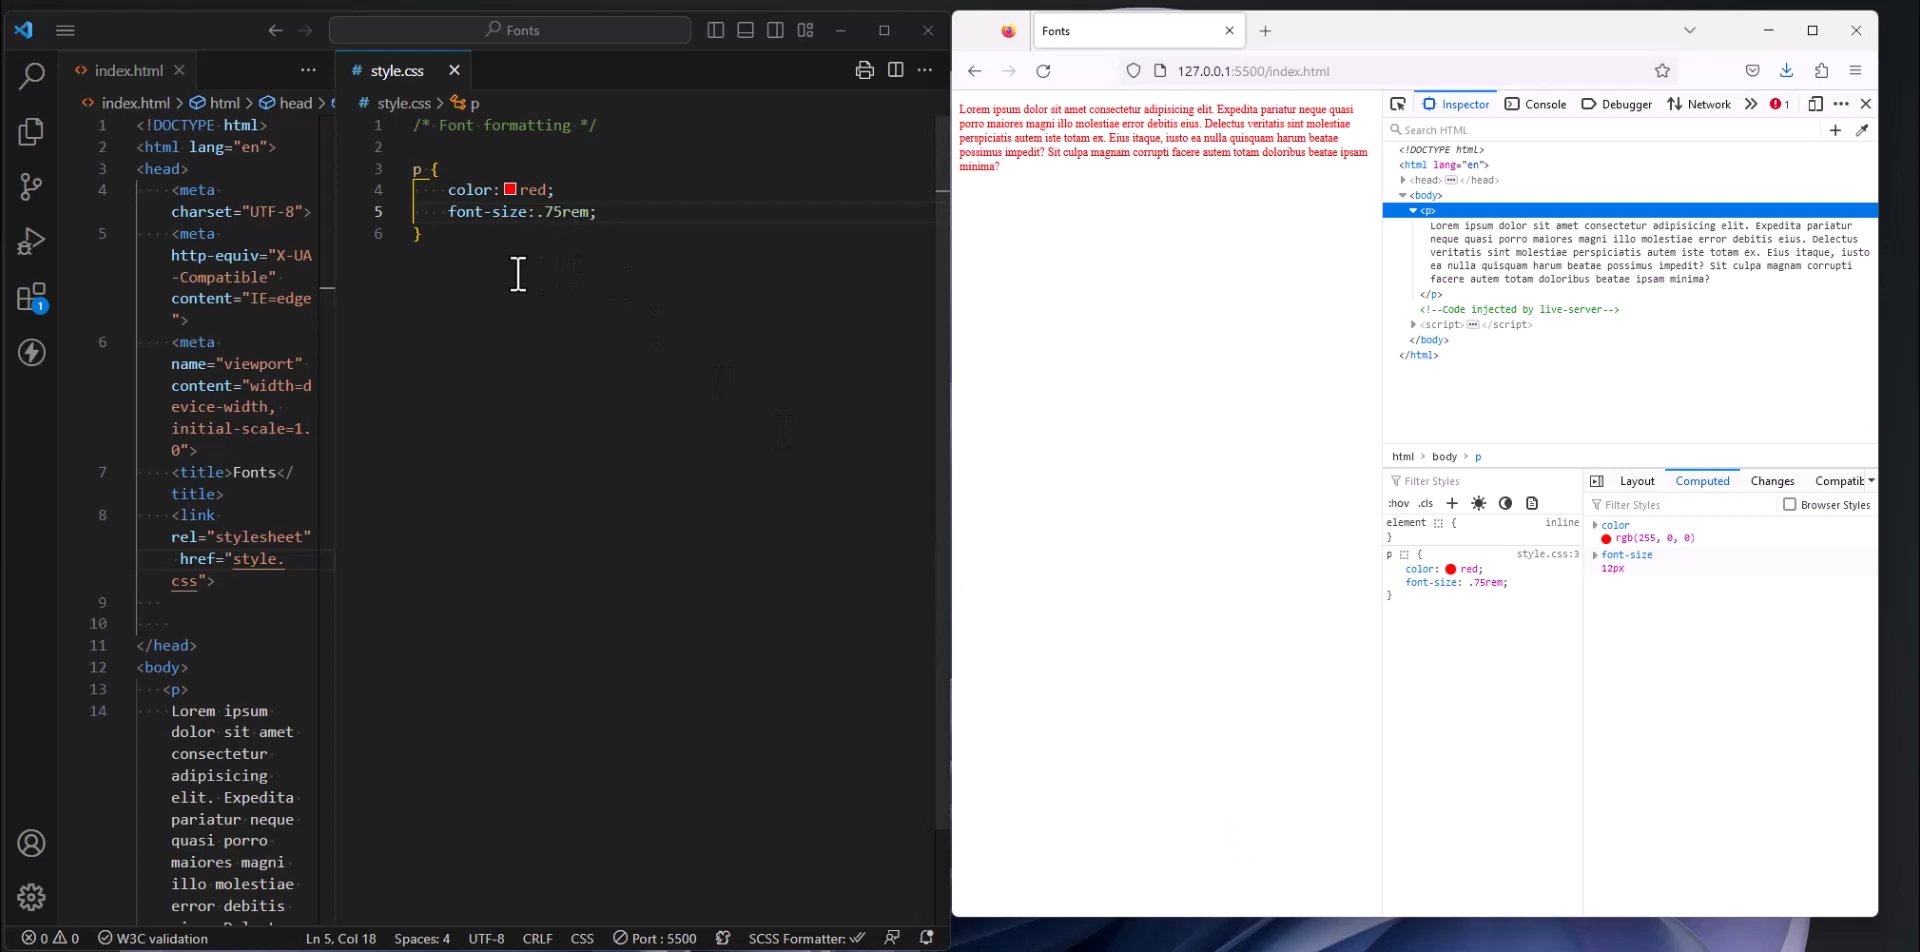 Fonts
index.html
style.css
index.html > html > head >
style.css > p
1 <!DOCTYPE html>
2 <html lang="en">
3 <head>
4 <meta
charset="UTF-8">
5 <meta
http-equiv="X-UA
-Compatible"
content="IE=edge
">
6 <meta
name="viewport"
content="width=d
evice-width,
initial-scale=1.
0">
7 <title>Fonts</
title>
8 <link
rel="stylesheet"
href="style.
css">
9
10
11 </head>
12 <body>
13 <p>
14 Lorem ipsum
dolor sit amet
consectetur
adipisicing
elit. Expedita
pariatur neque
quasi porro
maiores magni
illo molestiae
error debitis
1 /* Font formatting */
2
3 p {
4 color: red;
5 font-size:.75rem;
6 }
1
0 0
W3C validation
Ln 5, Col 18
Spaces: 4
UTF-8
CRLF
CSS
Port : 5500
SCSS Formatter:
Fonts
127.0.0.1:5500/index.html
Lorem ipsum dolor sit amet consectetur adipisicing elit. Expedita pariatur neque quasi
porro maiores magni illo molestiae error debitis eius. Delectus veritatis sint molestiae
perspiciatis autem iste totam ex. Eius itaque, iusto ea nulla quisquam harum beatae
possimus impedit? Sit culpa magnam corrupti facere autem totam doloribus beatae ipsam
minima?
Inspector
Console
Debugger
Network
1
Search HTML
<!DOCTYPE html>
<html lang="en">
<head> </head>
<body>
<p>
Lorem ipsum dolor sit amet consectetur adipisicing elit. Expedita pariatur
neque quasi porro maiores magni illo molestiae error debitis eius. Delectus
veritatis sint molestiae perspiciatis autem iste totam ex. Eius itaque, iusto
ea nulla quisquam harum beatae possimus impedit? Sit culpa magnam corrupti
facere autem totam doloribus beatae ipsam minima?
</p>
<!--Code injected by live-server-->
<script> </script>
</body>
</html>
html > body > p
Filter Styles
:hov .cls +
element {
inline
}
p {
style.css:3
color: red;
font-size: .75rem;
}
Layout
Computed
Changes
Compatib
Filter Styles
Browser Styles
color
rgb(255, 0, 0)
font-size
12px